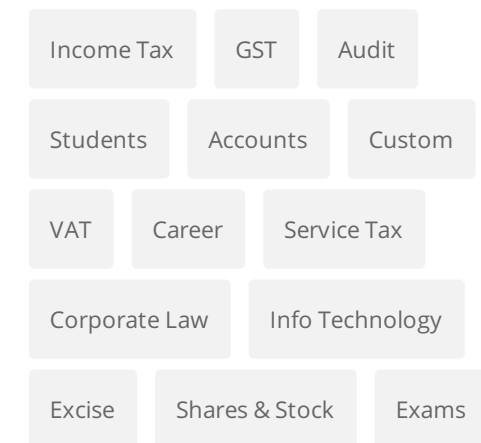 Income Tax GST Audit
Students Accounts Custom
VAT Career Service Tax
Corporate Law Info Technology
Excise Shares & Stock Exams